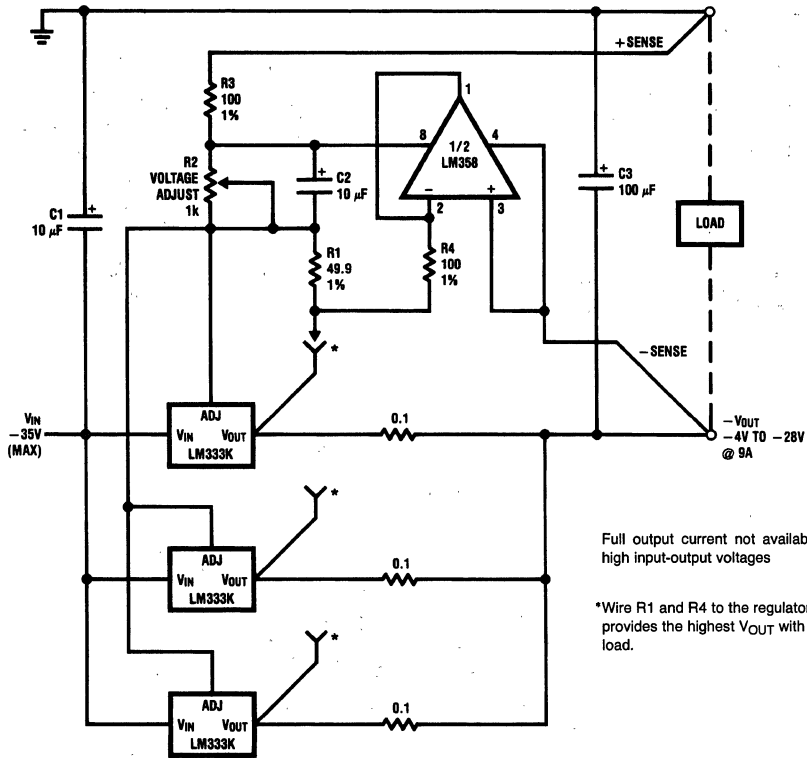 + SENSE
R3
100
1%
1
8
4
1/2
LM358
−
+
2
3
R2
VOLTAGE
ADJUST
1k
+
C2
10 µF
+
C3
100 µF
+
C1
10 µF
LOAD
R1
49.9
1%
R4
100
1%
*
− SENSE
VIN
−35V
(MAX)
ADJ
VIN VOUT
LM333K
0.1
−VOUT
−4V TO −28V
@ 9A
*
ADJ
VIN VOUT
LM333K
0.1
*
ADJ
VIN VOUT
LM333K
0.1
Full output current not availab
high input-output voltages
*Wire R1 and R4 to the regulator
provides the highest VOUT with
load.